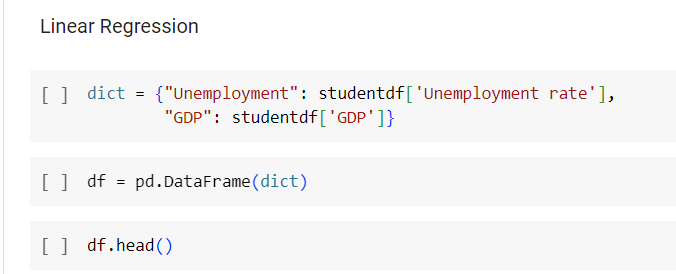 Linear Regression
[ ] dict = {"Unemployment": studentdf['Unemployment rate'],
"GDP": studentdf['GDP']}
[ ] df = pd.DataFrame(dict)
[ ] df.head()